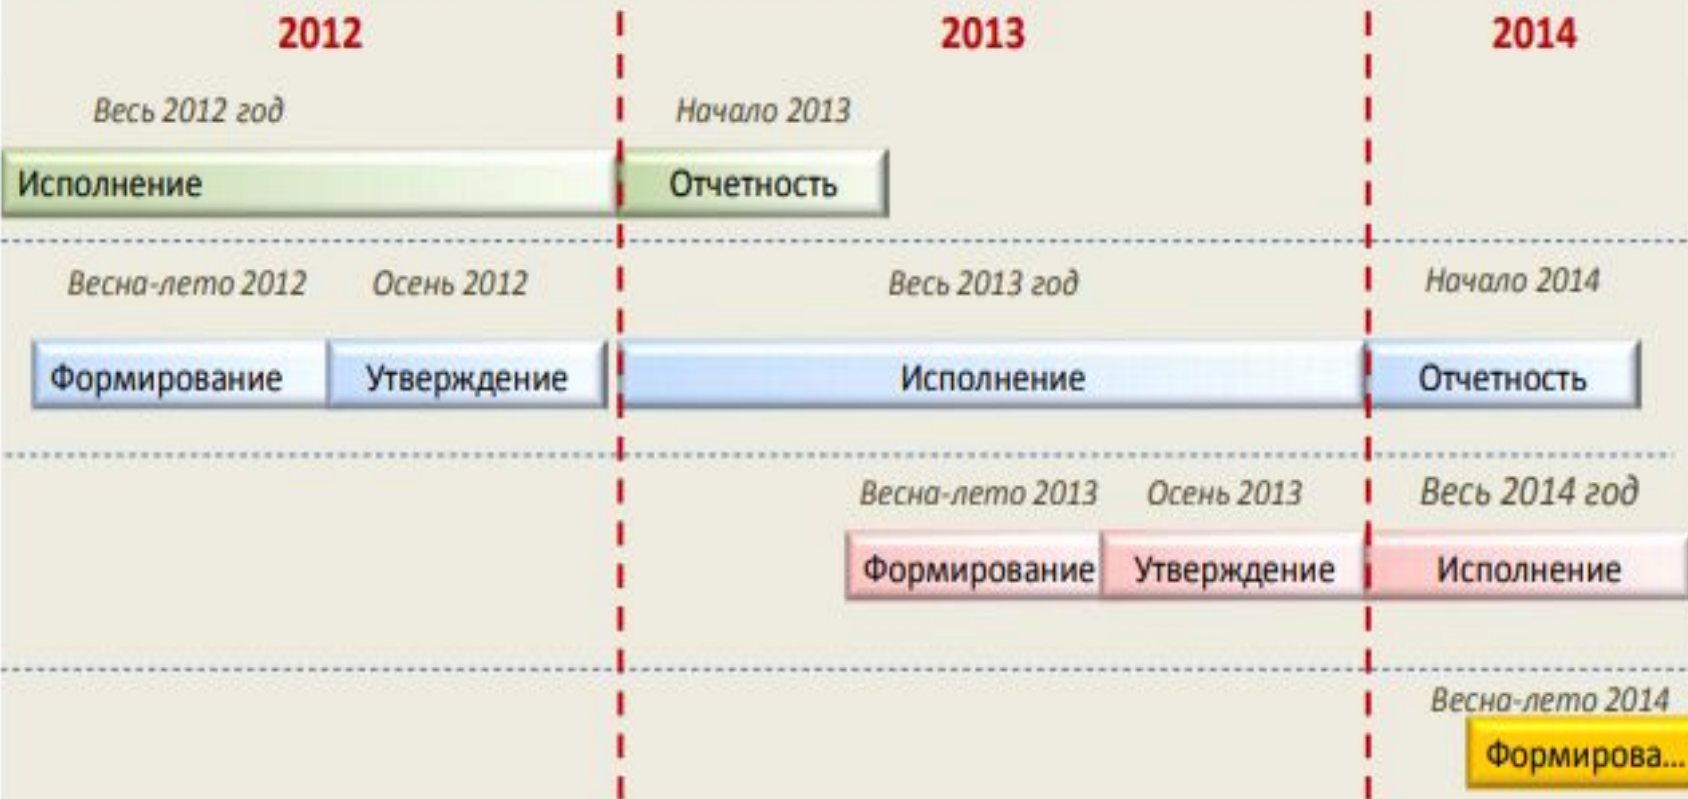 2012 2013 2014
Весь 2012 год Начало 2013
Исполнение Отчетность
Весна-лето 2012 Осень 2012 Весь 2013 год Начало 2014
Формирование Утверждение Исполнение Отчетность
Весна-лето 2013 Осень 2013 Весь 2014 год
Формирование Утверждение Исполнение
Весна-лето 2014
Формирова...